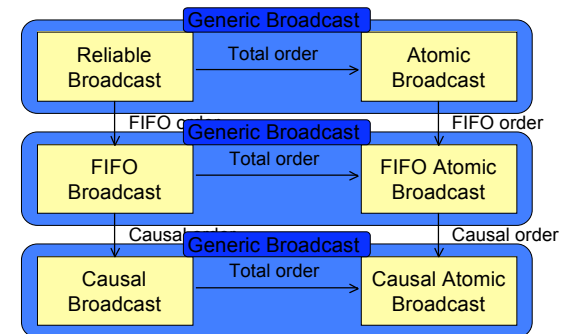 Generic Broadcast
Reliable
Broadcast
Total order
Atomic
Broadcast
FIFO order
FIFO order
Generic Broadcast
FIFO
Broadcast
Total order
FIFO Atomic
Broadcast
Causal order
Causal order
Generic Broadcast
Causal
Broadcast
Total order
Causal Atomic
Broadcast